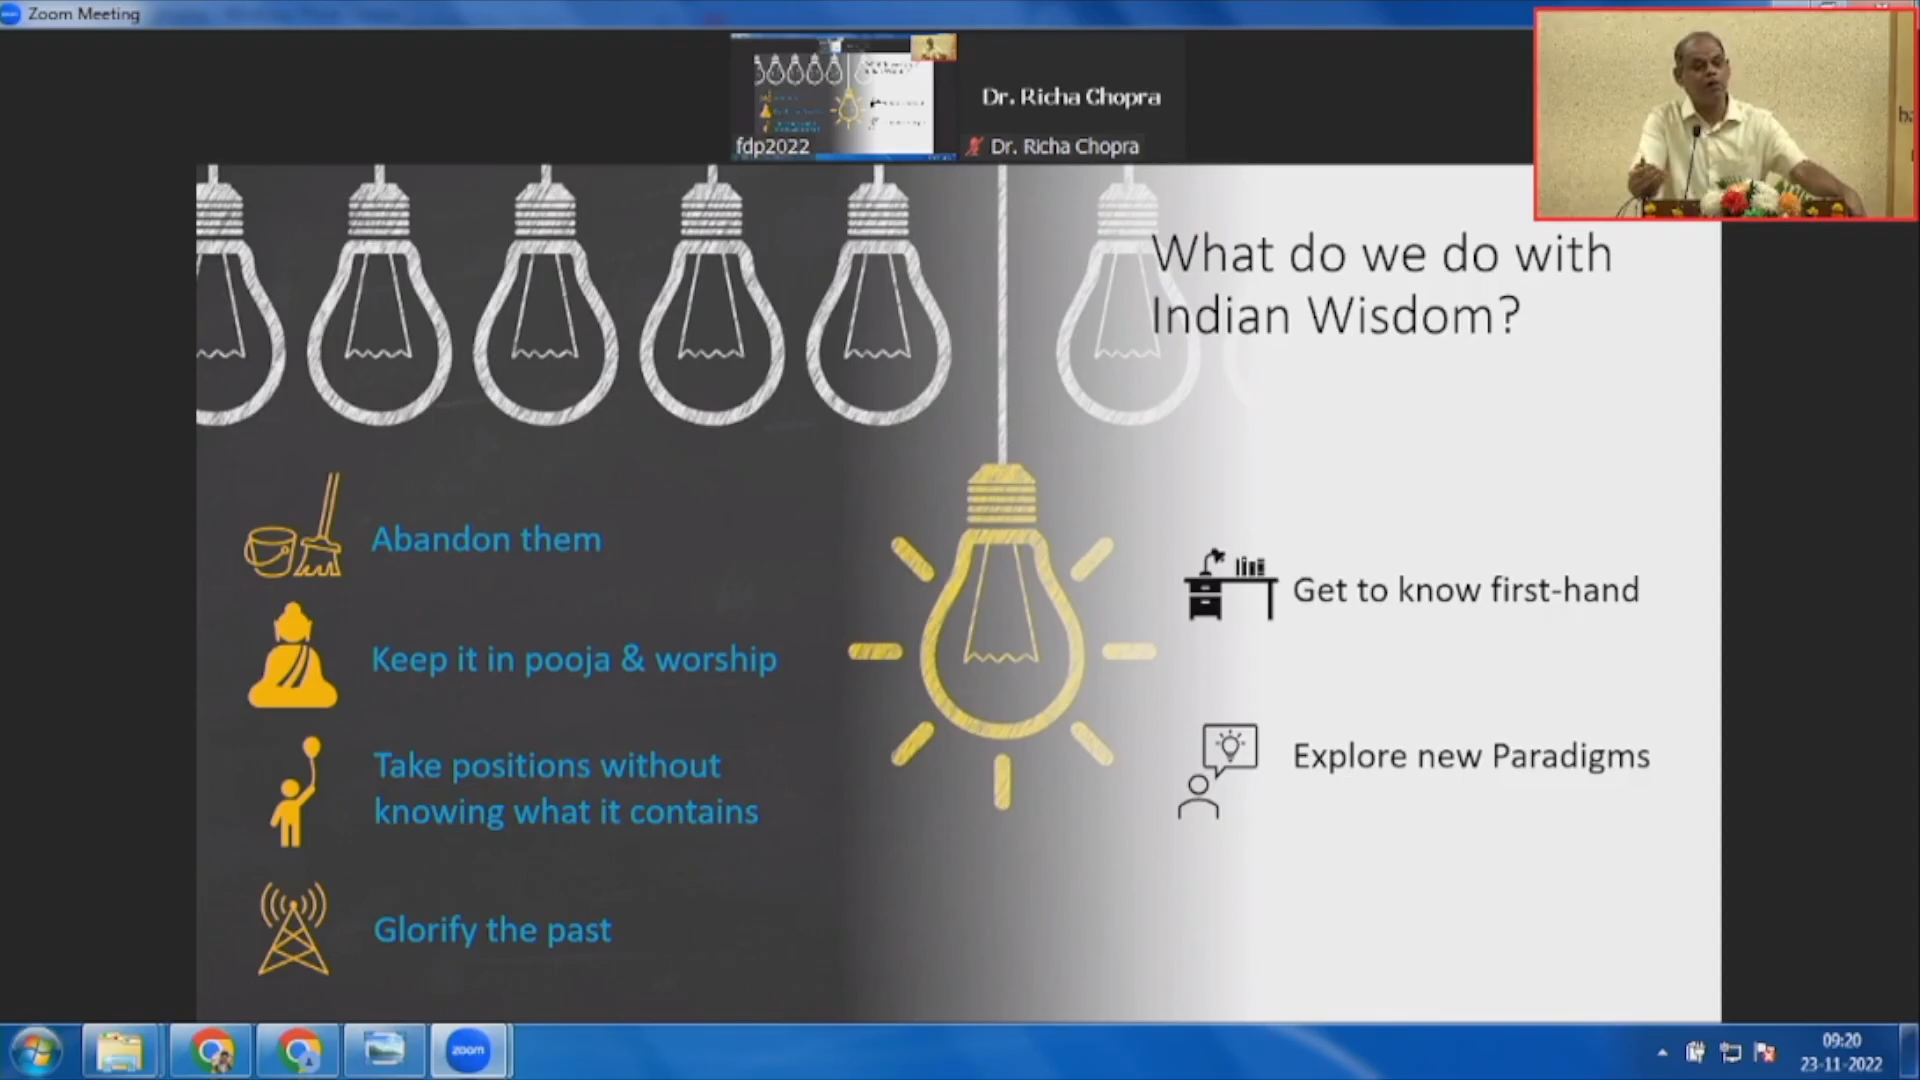 Zoom Meeting
fdp2022
Dr. Richa Chopra
Dr. Richa Chopra
What do we do with
Indian Wisdom?
Abandon them
Keep it in pooja & worship
Take positions without
knowing what it contains
Glorify the past
Get to know first-hand
Explore new Paradigms
zoom
09:20
23-11-2022